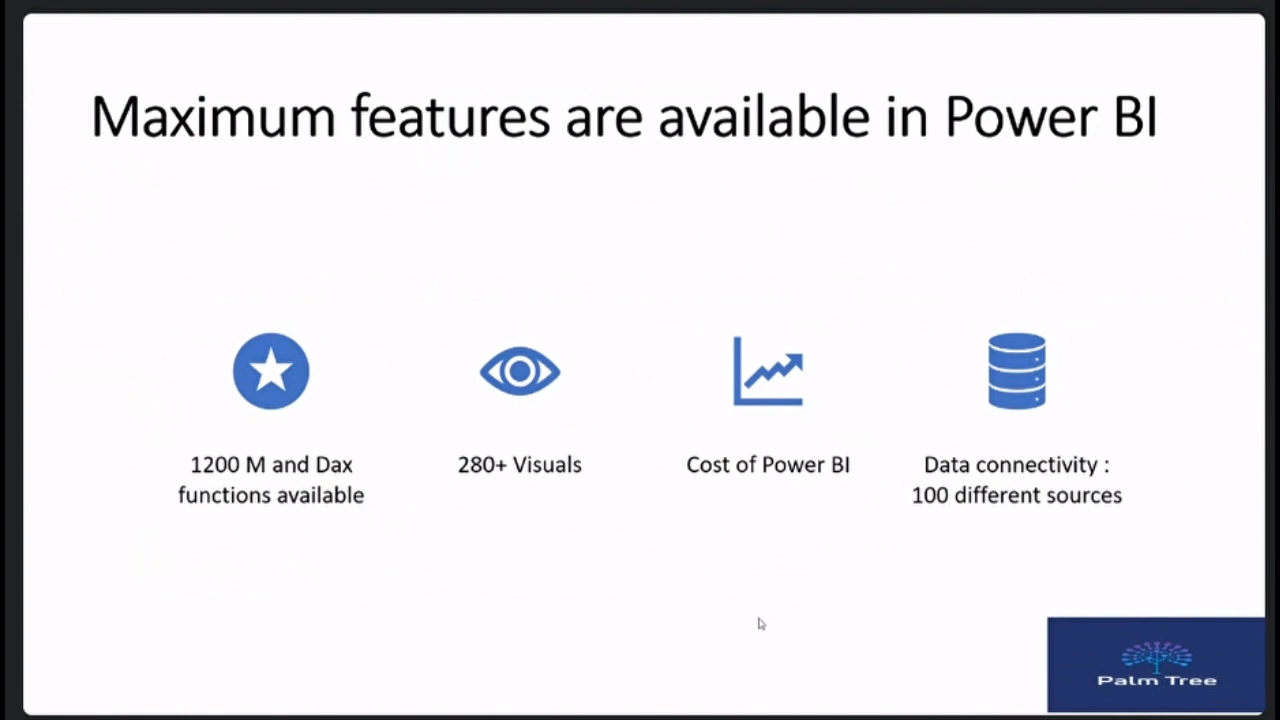 Maximum features are available in Power BI
1200 M and Dax
functions available
280+ Visuals
Cost of Power BI
Data connectivity :
100 different sources
Palm Tree